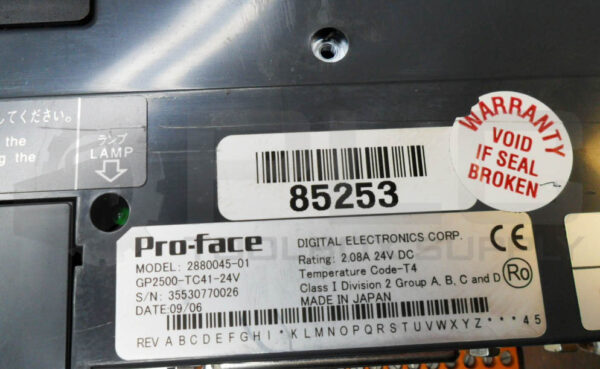 てください。
the
ng the
ランプ
LAMP
85253
WARRANTY
VOID
IF SEAL
BROKEN
Pro-face
DIGITAL ELECTRONICS CORP.
CE
MODEL: 2880045-01
GP2500-TC41-24V
S/N: 35530770026
DATE:09/06
Rating: 2.08A 24V DC
Temperature Code-T4
Class I Division 2 Group A, B, C and D
Ro
MADE IN JAPAN
REV A B C D E F G H I * K L M N O P Q R S T U V W X Y Z * * * 4 5